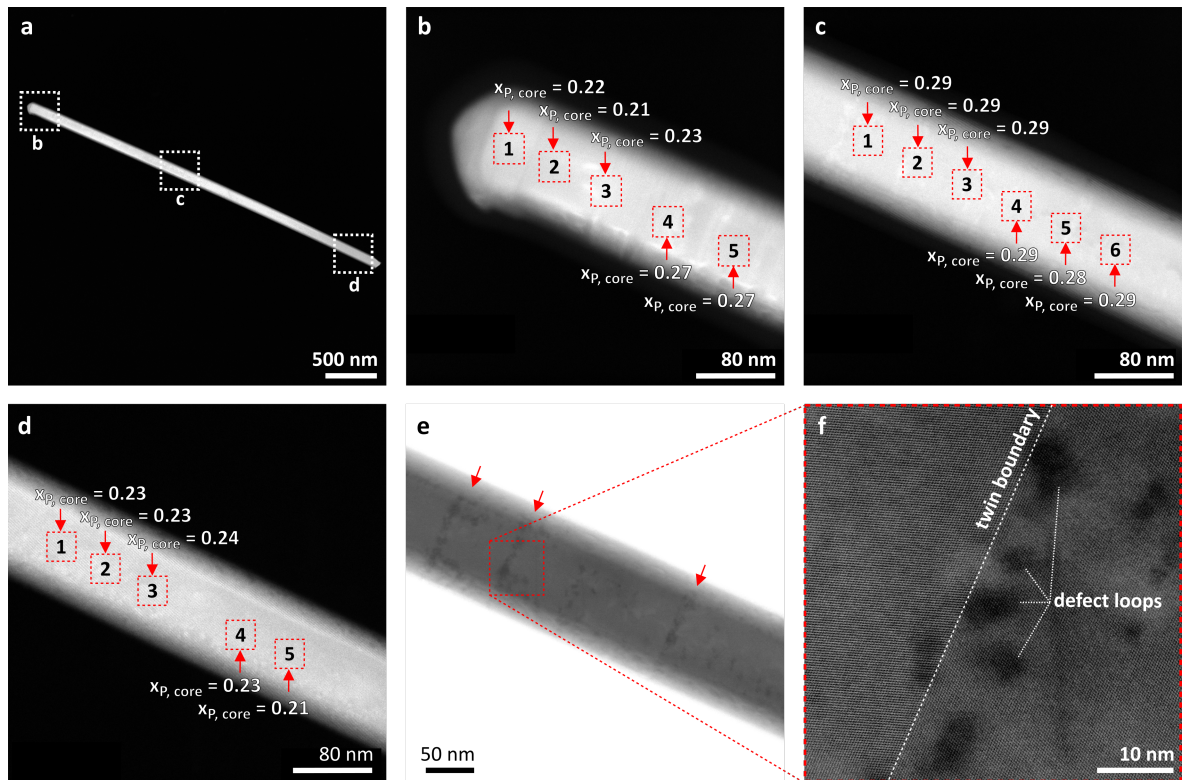 a
b
c
d
500 nm
b
x_P, core = 0.22
x_P, core = 0.21
x_P, core = 0.23
1
2
3
4
5
x_P, core = 0.27
x_P, core = 0.27
80 nm
c
x_P, core = 0.29
x_P, core = 0.29
x_P, core = 0.29
1
2
3
4
5
6
x_P, core = 0.29
x_P, core = 0.28
x_P, core = 0.29
80 nm
d
x_P, core = 0.23
x_P, core = 0.23
x_P, core = 0.24
1
2
3
4
5
x_P, core = 0.23
x_P, core = 0.21
80 nm
e
50 nm
f
twin boundary
defect loops
10 nm